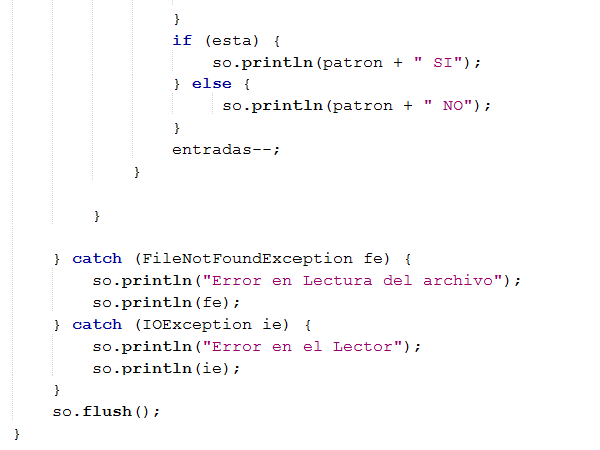 }
if (esta) {
so.println(patron + " SI");
} else {
so.println(patron + " NO");
}
entradas--;
}
}
} catch (FileNotFoundException fe) {
so.println("Error en Lectura del archivo");
so.println(fe);
} catch (IOException ie) {
so.println("Error en el Lector");
so.println(ie);
}
so.flush();
}